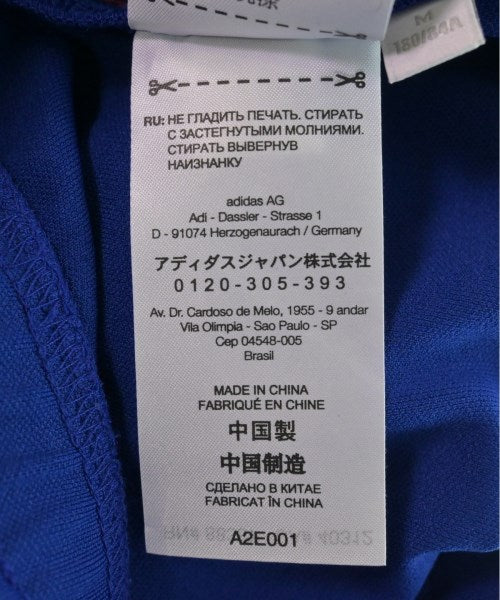 M
180/84A
RU: НЕ ГЛАДИТЬ ПЕЧАТЬ. СТИРАТЬ
С ЗАСТЕГНУТЫМИ МОЛНИЯМИ.
СТИРАТЬ ВЫВЕРНУВ
НАИЗНАНКУ
adidas AG
Adi - Dassler - Strasse 1
D - 91074 Herzogenaurach / Germany
アディダスジャパン株式会社
0120-305-393
Av. Dr. Cardoso de Melo, 1955 - 9 andar
Vila Olimpia - Sao Paulo - SP
Cep 04548-005
Brasil
MADE IN CHINA
FABRIQUÉ EN CHINE
中国製
中国制造
СДЕЛАНО В КИТАЕ
FABRICAT ÎN CHINA
A2E001